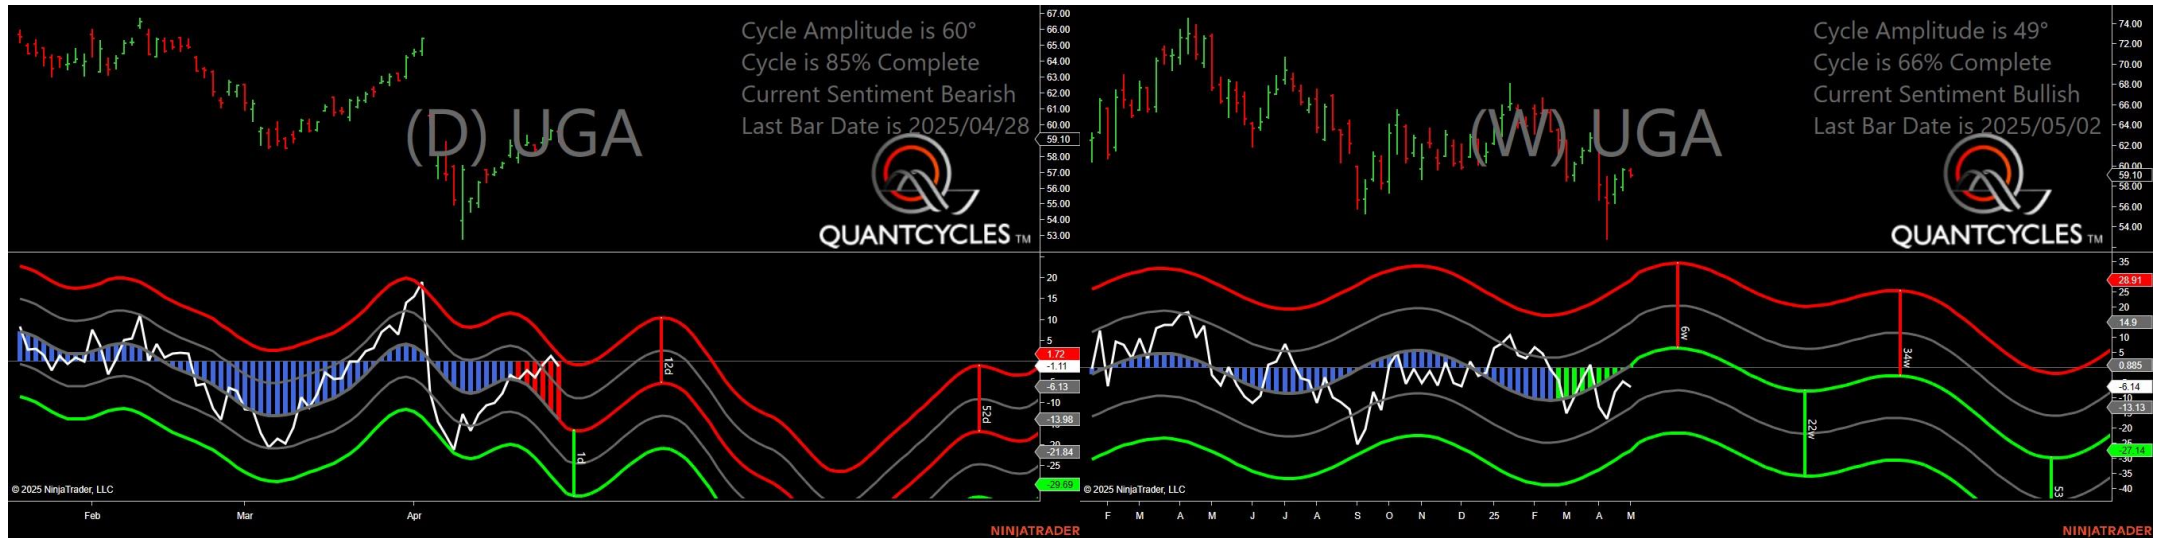 Cycle Amplitude is 60°
Cycle is 85% Complete
Current Sentiment Bearish
Last Bar Date is 2025/04/28
(D) UGA
QUANTCYCLES TM
67.00
66.00
65.00
64.00
63.00
62.00
61.00
60.00
59.10
58.00
57.00
56.00
55.00
54.00
53.00
20
15
10
5
1.72
-1.11
-6.13
-10
-13.98
-21.84
-25
-29.69
12d
52d
1d
© 2025 NinjaTrader, LLC
Feb
Mar
Apr
NINJATRADER
Cycle Amplitude is 49°
Cycle is 66% Complete
Current Sentiment Bullish
Last Bar Date is 2025/05/02
(W) UGA
QUANTCYCLES TM
74.00
72.00
70.00
68.00
66.00
64.00
62.00
60.00
59.10
58.00
56.00
54.00
35
28.91
25
20
14.9
10
5
0.885
-6.14
-10
-13.13
-20
-27.14
-30
-35
-40
6w
34w
22w
53
© 2025 NinjaTrader, LLC
F
M
A
M
J
J
A
S
O
N
D
25
F
M
A
M
NINJATRADER